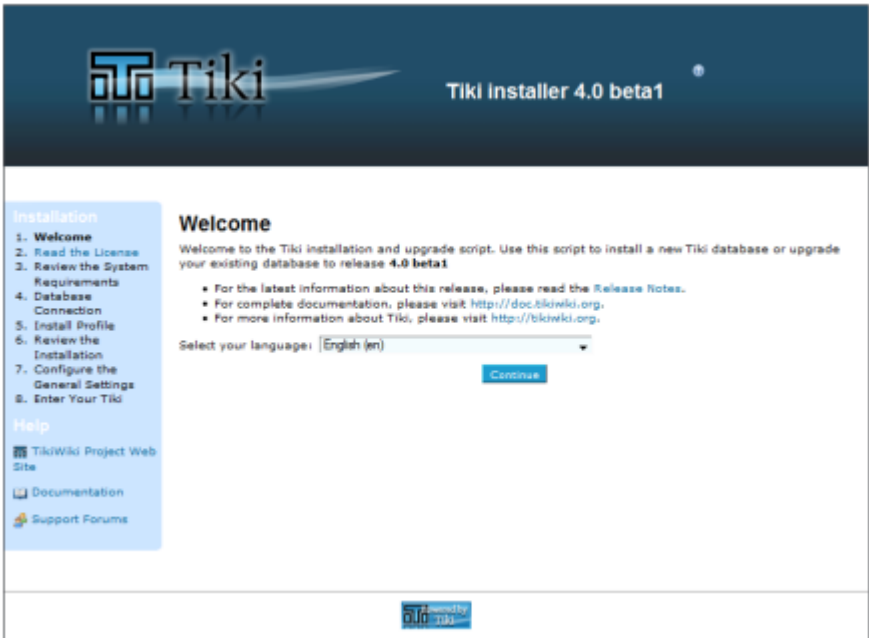 Tiki
Tiki installer 4.0 beta1
Installation
1. Welcome
2. Read the License
3. Review the System
Requirements
4. Database
Connection
5. Install Profile
6. Review the
Installation
7. Configure the
General Settings
8. Enter Your Tiki
Help
TikiWiki Project Web
Site
Documentation
Support Forums
Welcome
Welcome to the Tiki installation and upgrade script. Use this script to install a new Tiki database or upgrade
your existing database to release 4.0 beta1
• For the latest information about this release, please read the Release Notes.
• For complete documentation, please visit http://doc.tikiwiki.org.
• For more information about Tiki, please visit http://tikiwiki.org.
Select your language: English (en)
Continue
Powered by
Tiki